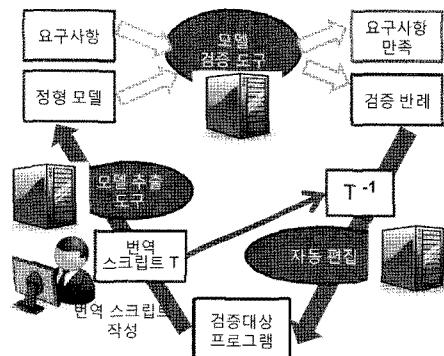 요구사항
모델
검증 도구
요구사항
만족
정형 모델
검증 반례
모델 추출
도구
T -1
번역
스크립트 T
자동 편집
번역 스크립트
작성
검증대상
프로그램